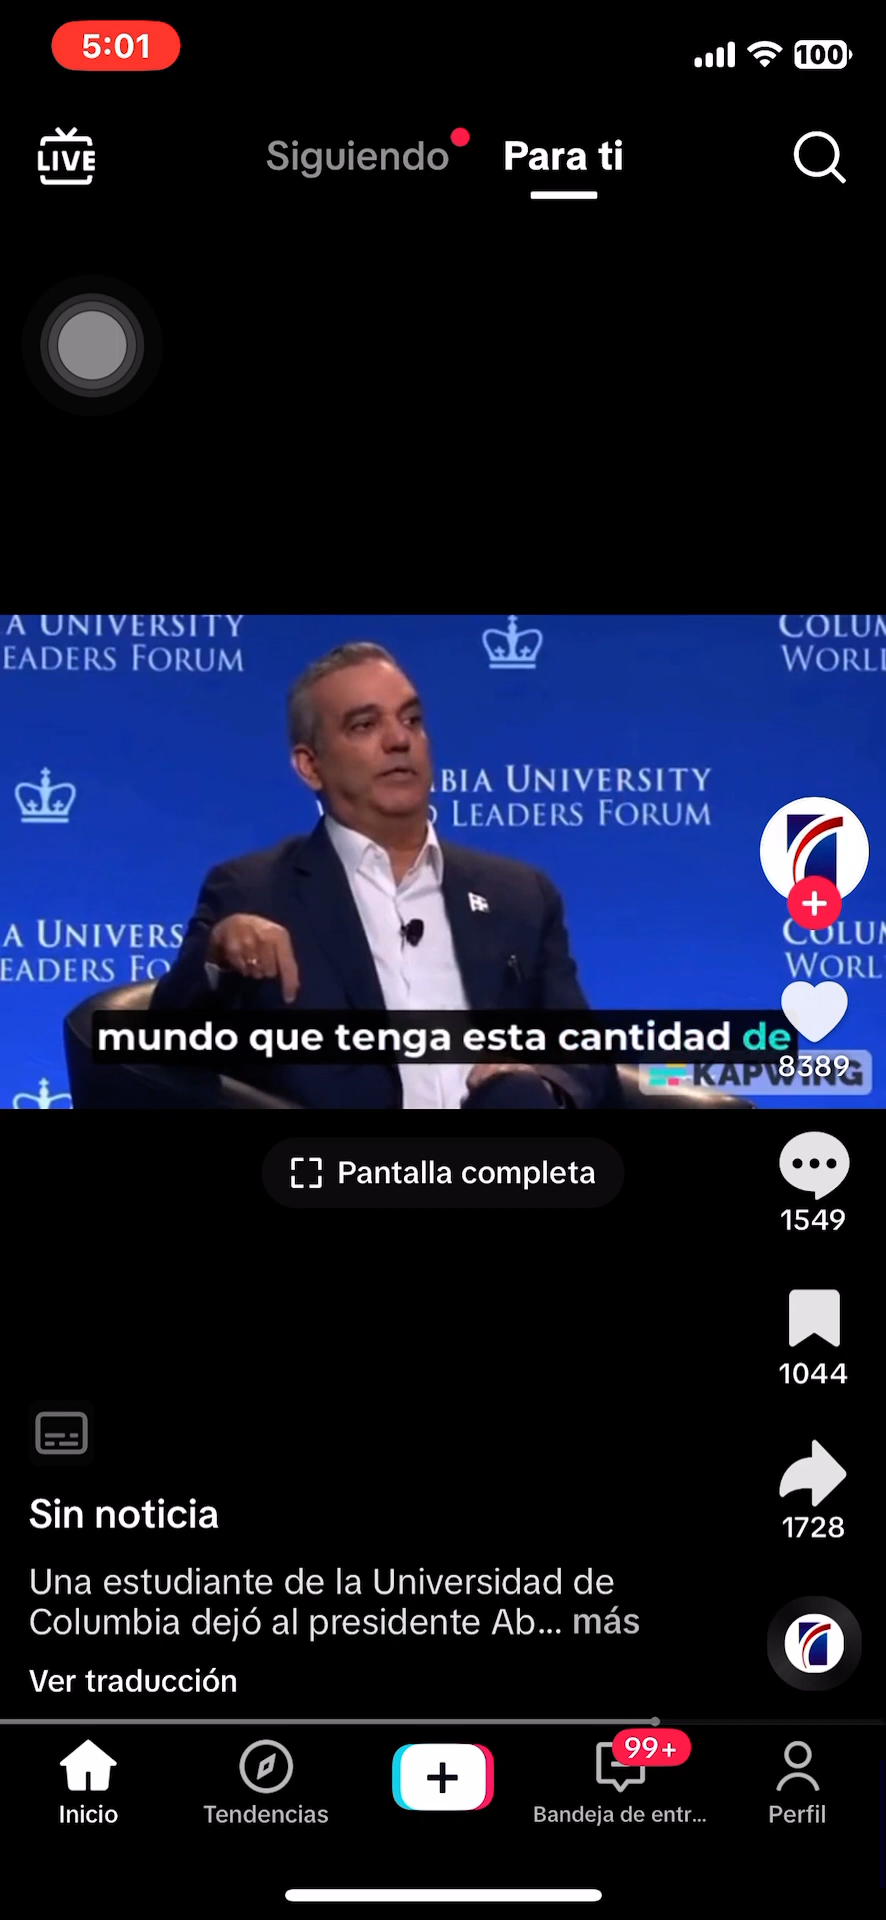 5:01
100
LIVE
Siguiendo
Para ti
A UNIVERSITY
EADERS FORUM
COLUM
WORL
BIA UNIVERSITY
LEADERS FORUM
A UNIVERS
EADERS FO
COLUM
WORL
mundo que tenga esta cantidad de
KAPWING
8389
Pantalla completa
1549
1044
1728
Sin noticia
Una estudiante de la Universidad de
Columbia dejó al presidente Ab... más
Ver traducción
99+
Inicio
Tendencias
Bandeja de entr...
Perfil